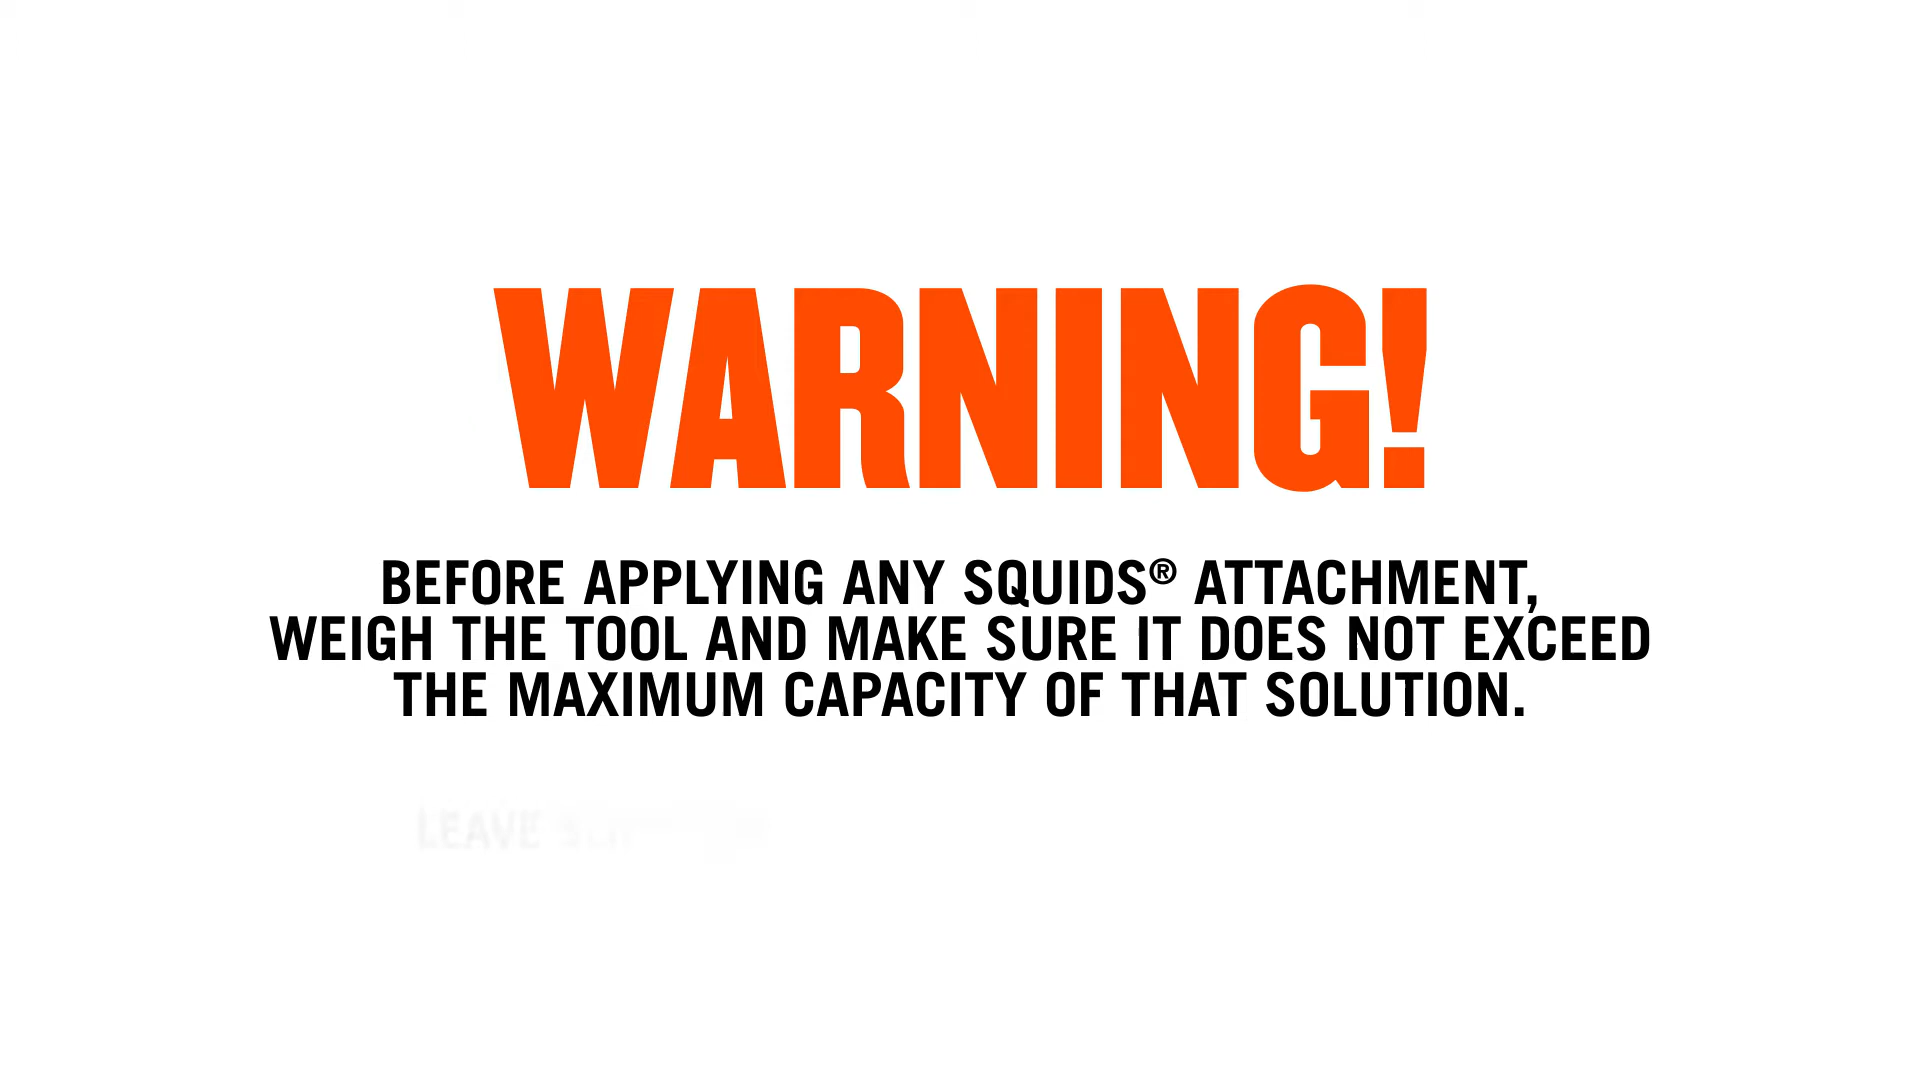 WARNING!
BEFORE APPLYING ANY SQUIDS® ATTACHMENT,
WEIGH THE TOOL AND MAKE SURE IT DOES NOT EXCEED
THE MAXIMUM CAPACITY OF THAT SOLUTION.
LEAVE